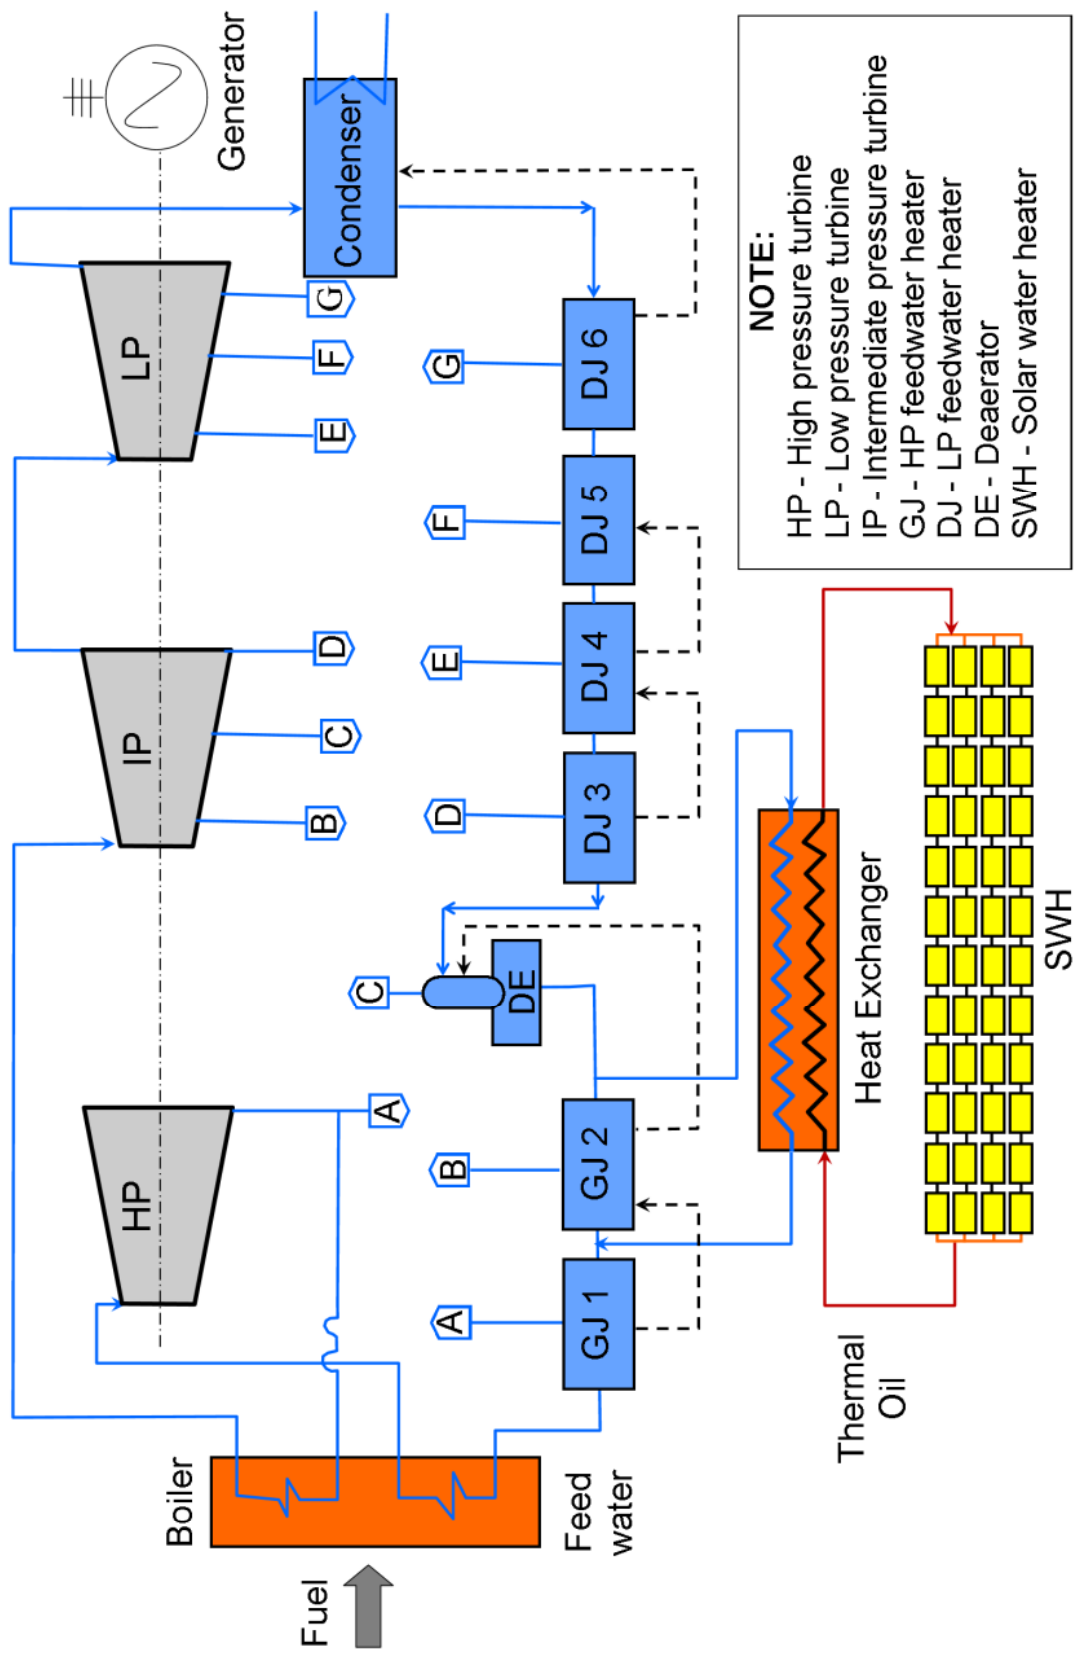 Fuel
Boiler
Feed
water
HP
IP
LP
Generator
Condenser
A
B
C
D
E
F
G
A
B
C
D
E
F
G
GJ 1
GJ 2
DE
DJ 3
DJ 4
DJ 5
DJ 6
Thermal
Oil
Heat Exchanger
SWH
NOTE:
HP - High pressure turbine
LP - Low pressure turbine
IP - Intermediate pressure turbine
GJ - HP feedwater heater
DJ - LP feedwater heater
DE - Deaerator
SWH - Solar water heater